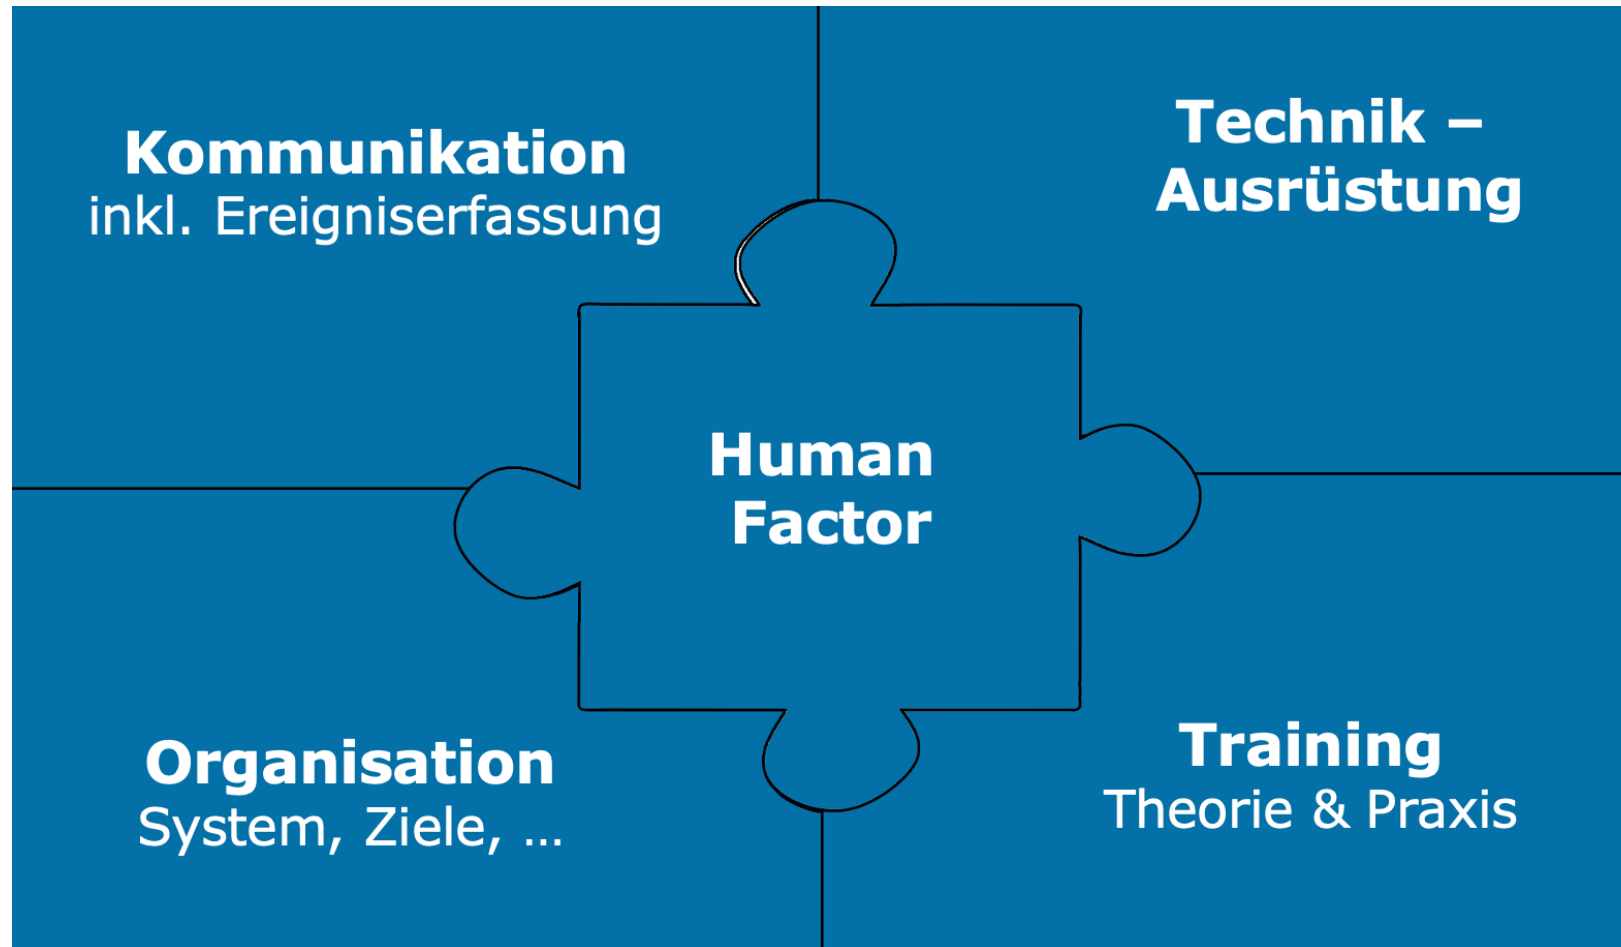 Kommunikation
inkl. Ereigniserfassung
Technik –
Ausrüstung
Human
Factor
Organisation
System, Ziele, ...
Training
Theorie & Praxis